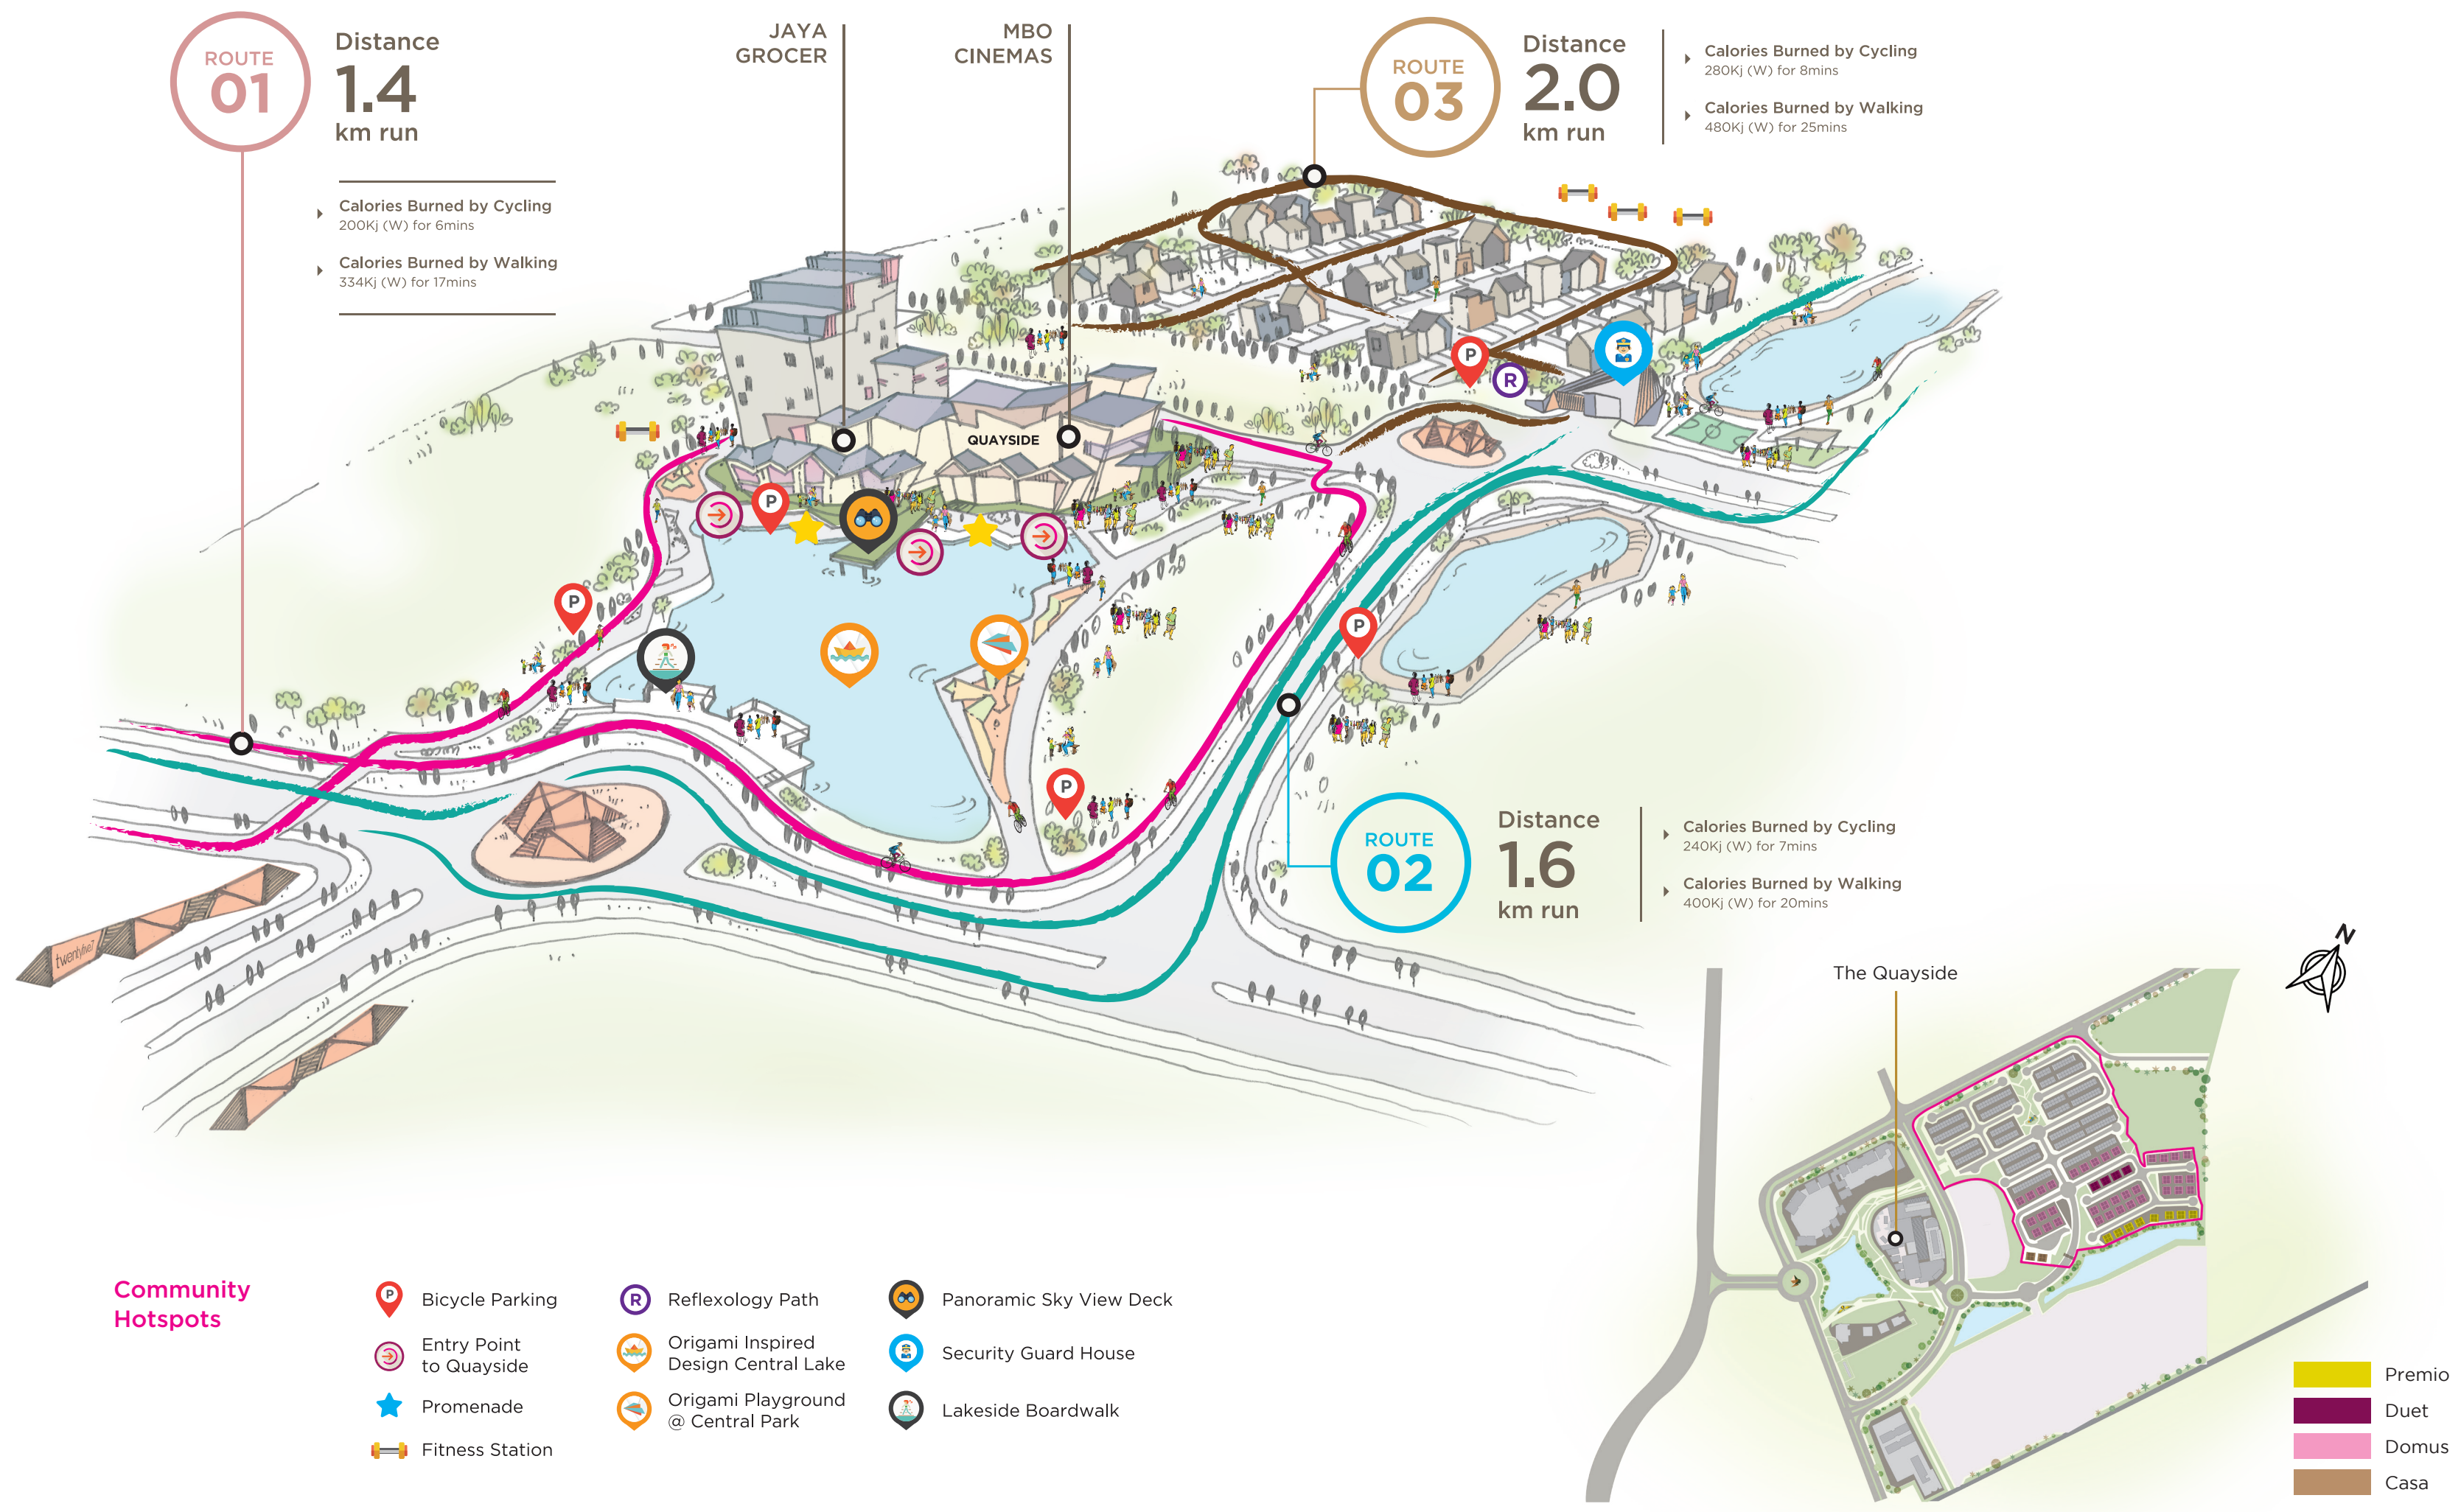 ROUTE
01
Distance
1.4
km run
Calories Burned by Cycling
200Kj (W) for 6mins
Calories Burned by Walking
334Kj (W) for 17mins
JAYA
GROCER
MBO
CINEMAS
ROUTE
03
Distance
2.0
km run
Calories Burned by Cycling
280Kj (W) for 8mins
Calories Burned by Walking
480Kj (W) for 25mins
P
R
QUAYSIDE
P
P
P
P
ROUTE
02
Distance
1.6
km run
Calories Burned by Cycling
240Kj (W) for 7mins
Calories Burned by Walking
400Kj (W) for 20mins
twentyfive7
N
The Quayside
Community
Hotspots
P
Bicycle Parking
Entry Point
to Quayside
Promenade
Fitness Station
R
Reflexology Path
Origami Inspired
Design Central Lake
Origami Playground
@ Central Park
Panoramic Sky View Deck
Security Guard House
Lakeside Boardwalk
Premio
Duet
Domus
Casa